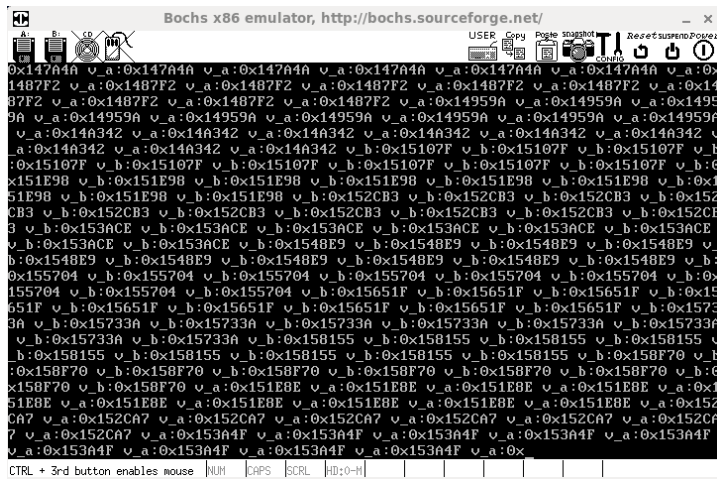 0x147A4A v_a:0x147A4A v_a:0x147A4A v_a:0x147A4A v_a:0x147A4A v_a:0x147A4A v_a:0x
1487F2 v_a:0x1487F2 v_a:0x1487F2 v_a:0x1487F2 v_a:0x1487F2 v_a:0x1487F2 v_a:0x14
87F2 v_a:0x1487F2 v_a:0x1487F2 v_a:0x1487F2 v_a:0x1487F2 v_a:0x1487F2 v_a:0x1495
9A v_a:0x14959A v_a:0x14959A v_a:0x14959A v_a:0x14959A v_a:0x14959A v_a:0x14959A
v_a:0x14A342 v_a:0x14A342 v_a:0x14A342 v_a:0x14A342 v_a:0x14A342 v_a:0x14A342 v
_a:0x14A342 v_a:0x14A342 v_a:0x14A342 v_b:0x15107F v_b:0x15107F v_b:0x15107F v_b
:0x15107F v_b:0x15107F v_b:0x15107F v_b:0x15107F v_b:0x15107F v_b:0x15107F v_b:0
x151E98 v_b:0x151E98 v_b:0x151E98 v_b:0x151E98 v_b:0x151E98 v_b:0x151E98 v_b:0x1
51E98 v_b:0x151E98 v_b:0x151E98 v_b:0x152CB3 v_b:0x152CB3 v_b:0x152CB3 v_b:0x152
CB3 v_b:0x152CB3 v_b:0x152CB3 v_b:0x152CB3 v_b:0x152CB3 v_b:0x152CB3 v_b:0x152CB
3 v_b:0x153ACE v_b:0x153ACE v_b:0x153ACE v_b:0x153ACE v_b:0x153ACE v_b:0x153ACE
v_b:0x153ACE v_b:0x153ACE v_b:0x153ACE v_b:0x1548E9 v_b:0x1548E9 v_b:0x1548E9 v_
b:0x1548E9 v_b:0x1548E9 v_b:0x1548E9 v_b:0x1548E9 v_b:0x1548E9 v_b:0x1548E9 v_b:
0x155704 v_b:0x155704 v_b:0x155704 v_b:0x155704 v_b:0x155704 v_b:0x155704 v_b:0x
155704 v_b:0x155704 v_b:0x155704 v_b:0x15651F v_b:0x15651F v_b:0x15651F v_b:0x15
651F v_b:0x15651F v_b:0x15651F v_b:0x15651F v_b:0x15651F v_b:0x15651F v_b:0x1573
3A v_b:0x15733A v_b:0x15733A v_b:0x15733A v_b:0x15733A v_b:0x15733A v_b:0x15733A
v_b:0x158155 v_b:0x158155 v_b:0x158155 v_b:0x158155 v_b:0x158155 v_b:0x158155 v
_b:0x158155 v_b:0x158155 v_b:0x158155 v_b:0x158155 v_b:0x158F70 v_b:0x158F70 v_b
:0x158F70 v_b:0x158F70 v_b:0x158F70 v_b:0x158F70 v_b:0x158F70 v_b:0x158F70 v_b:0
x158F70 v_b:0x158F70 v_a:0x151E8E v_a:0x151E8E v_a:0x151E8E v_a:0x151E8E v_a:0x1
51E8E v_a:0x151E8E v_a:0x151E8E v_a:0x151E8E v_a:0x151E8E v_a:0x151E8E v_a:0x152
CA7 v_a:0x152CA7 v_a:0x152CA7 v_a:0x152CA7 v_a:0x152CA7 v_a:0x152CA7 v_a:0x152CA
7 v_a:0x152CA7 v_a:0x153A4F v_a:0x153A4F v_a:0x153A4F v_a:0x153A4F v_a:0x153A4F
v_a:0x153A4F v_a:0x153A4F v_a:0x153A4F v_a:0x153A4F v_a:0x_
Bochs x86 emulator, http://bochs.sourceforge.net/
A: B: CD USER Copy Paste snapshot CONFIG Reset SUSPEND Power
CTRL + 3rd button enables mouse NUM CAPS SCRL HD:0-M